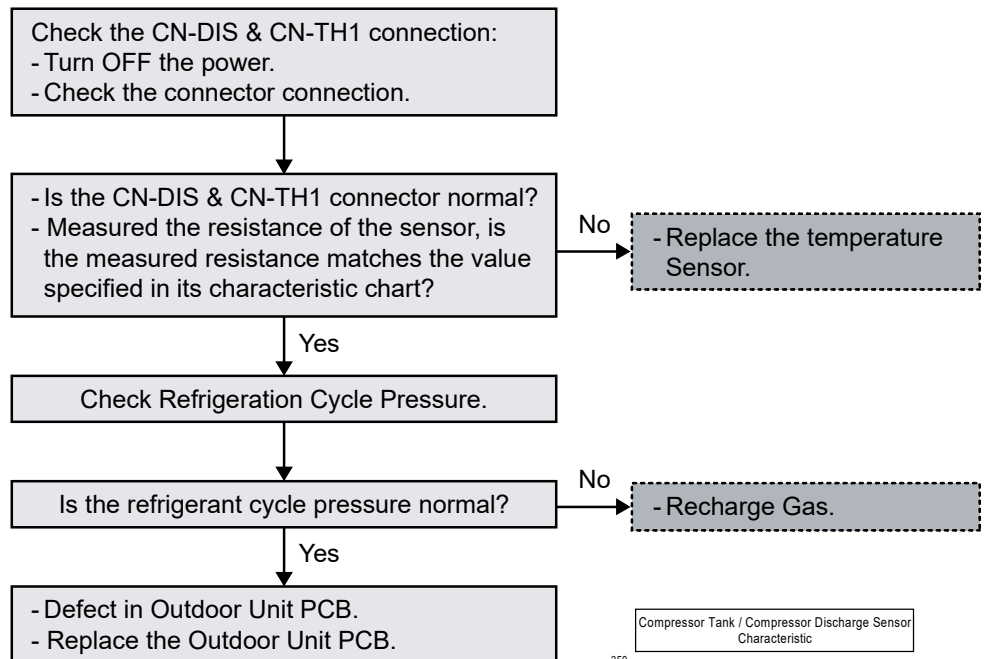 Check the CN-DIS & CN-TH1 connection:
- Turn OFF the power.
- Check the connector connection.
- Is the CN-DIS & CN-TH1 connector normal?
- Measured the resistance of the sensor, is
the measured resistance matches the value
specified in its characteristic chart?
No
- Replace the temperature
Sensor.
Yes
Check Refrigeration Cycle Pressure.
Is the refrigerant cycle pressure normal?
No
- Recharge Gas.
Yes
- Defect in Outdoor Unit PCB.
- Replace the Outdoor Unit PCB.
Compressor Tank / Compressor Discharge Sensor
Characteristic